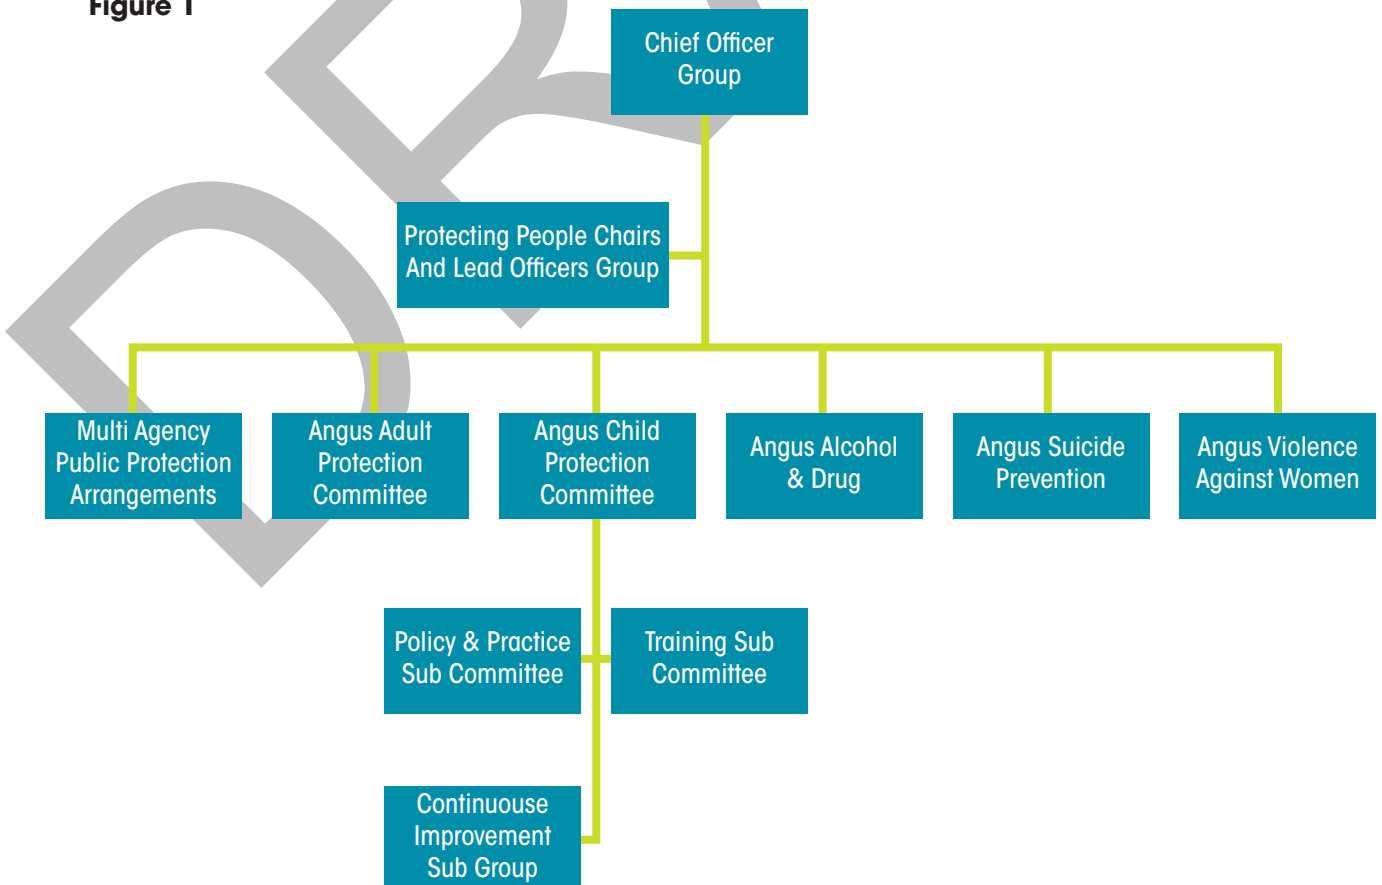 Figure 1
Chief Officer
Group
Protecting People Chairs
And Lead Officers Group
Multi Agency
Public Protection
Arrangements
Angus Adult
Protection
Committee
Angus Child
Protection
Committee
Angus Alcohol
& Drug
Angus Suicide
Prevention
Angus Violence
Against Women
Policy & Practice
Sub Committee
Training Sub
Committee
Continuouse
Improvement
Sub Group